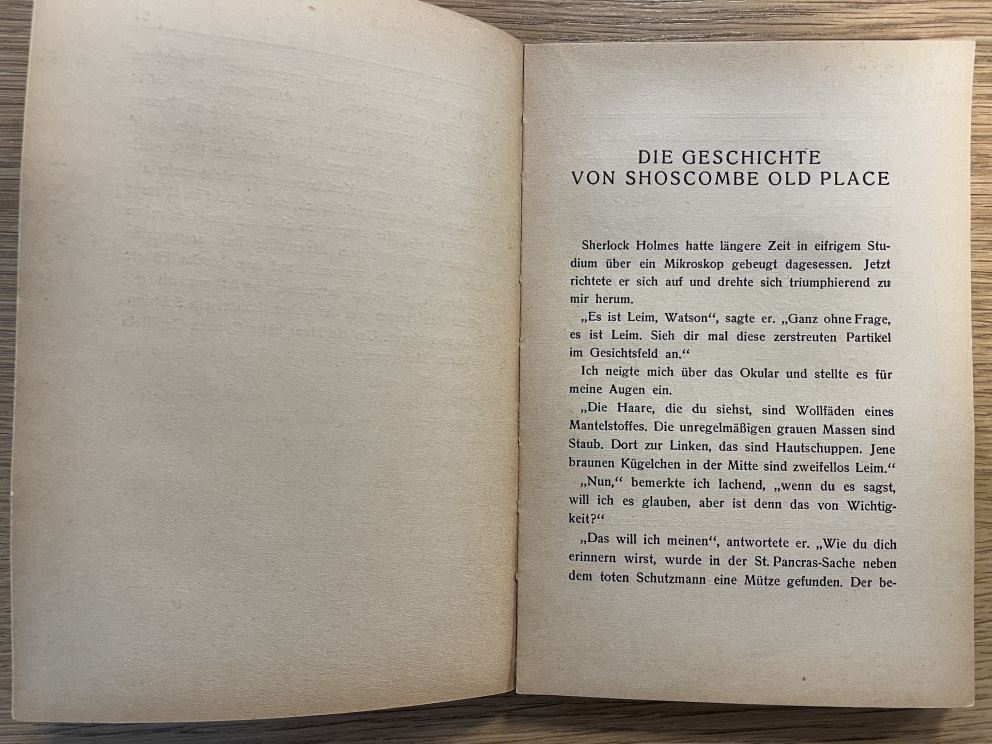 DIE GESCHICHTE
VON SHOSCOMBE OLD PLACE
Sherlock Holmes hatte längere Zeit in eifrigem Stu-
dium über ein Mikroskop gebeugt dagesessen. Jetzt
richtete er sich auf und drehte sich triumphierend zu
mir herum.
„Es ist Leim, Watson“, sagte er. „Ganz ohne Frage,
es ist Leim. Sieh dir mal diese zerstreuten Partikel
im Gesichtsfeld an.“
Ich neigte mich über das Okular und stellte es für
meine Augen ein.
„Die Haare, die du siehst, sind Wollfäden eines
Mantelstoffes. Die unregelmäßigen grauen Massen sind
Staub. Dort zur Linken, das sind Hautschuppen. Jene
braunen Kügelchen in der Mitte sind zweifellos Leim.“
„Nun,“ bemerkte ich lachend, „wenn du es sagst,
will ich es glauben, aber ist denn das von Wichtig-
keit?“
„Das will ich meinen“, antwortete er. „Wie du dich
erinnern wirst, wurde in der St. Pancras-Sache neben
dem toten Schutzmann eine Mütze gefunden. Der be-